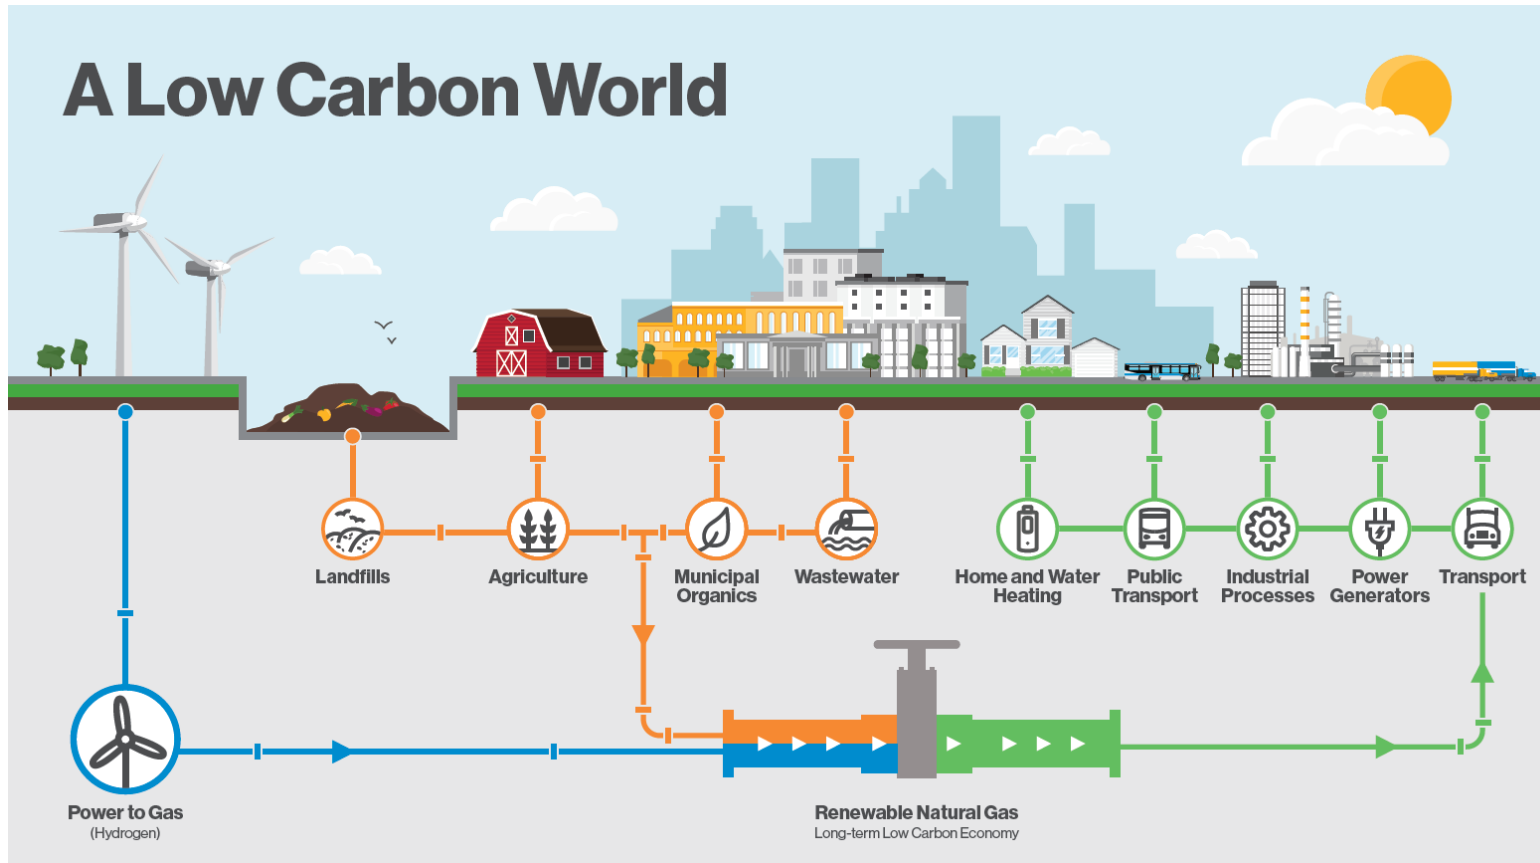 A Low Carbon World
Landfills
Agriculture
Municipal
Organics
Wastewater
Home and Water
Heating
Public
Transport
Industrial
Processes
Power
Generators
Transport
Power to Gas
(Hydrogen)
Renewable Natural Gas
Long-term Low Carbon Economy